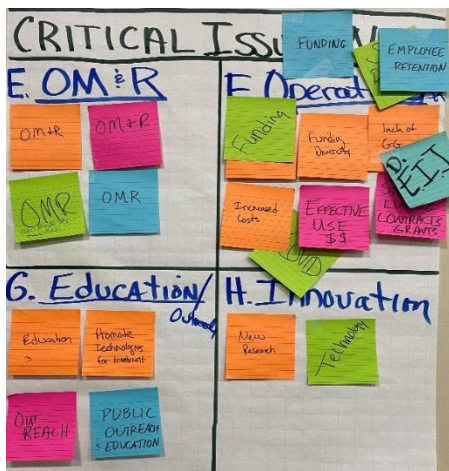 CRITICAL ISSU
FUNDING
EMPLOYEE
RETENTION
E. OM&R
OM&R
OM&R
OMR
OMR
F. Operat
Funding
Funding
Diversity
lack of
GG
D.
EIJ
Increased
Costs
EFFECTIVE
USE
CONTRACTS
GRANTS
G. EDUCATION/
Outreach
Education
Promote
Technologies
for treatment
OUT
REACH
PUBLIC
OUTREACH
& EDUCATION
H. Innovation
New
Research
Technology